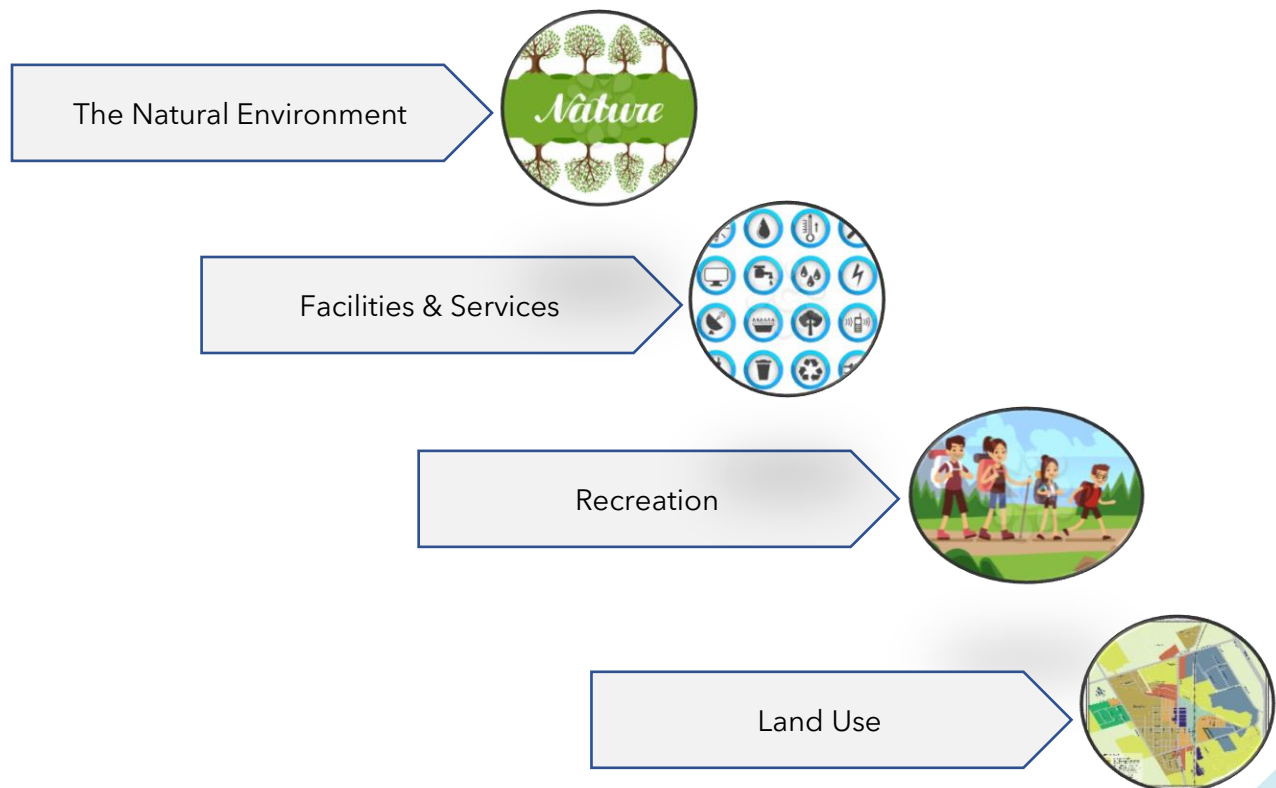 The Natural Environment
Nature
Facilities & Services
Recreation
Land Use